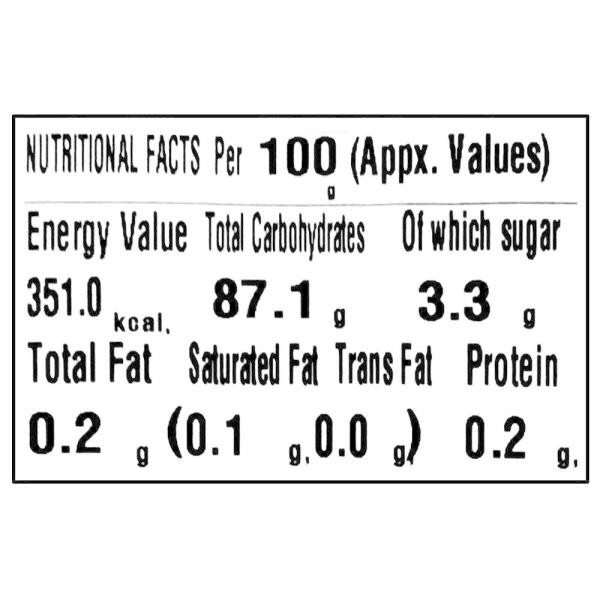 NUTRITIONAL FACTS Per 100 g (Appx. Values)
Energy Value Total Carbohydrates Of which sugar
351.0 kcal. 87.1 g 3.3 g
Total Fat Saturated Fat Trans Fat Protein
0.2 g (0.1 g, 0.0 g) 0.2 g,